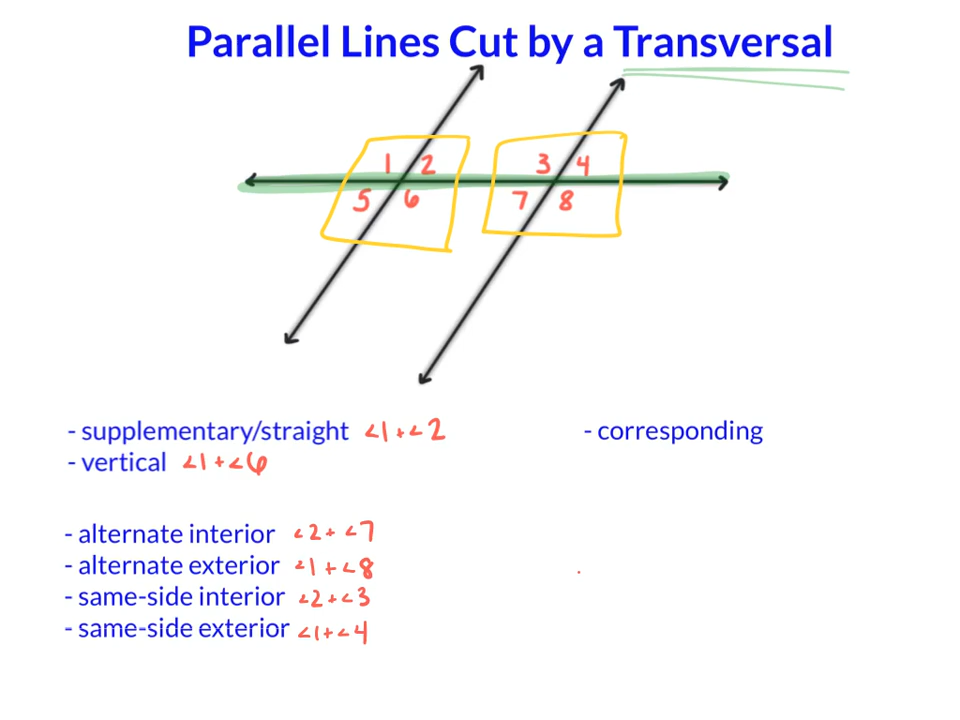 Parallel Lines Cut by a Transversal
1 2 3 4
5 6 7 8
- supplementary/straight ∠1 + ∠2
- corresponding
- vertical ∠1 + ∠6
- alternate interior ∠2 + ∠7
- alternate exterior ∠1 + ∠8
- same-side interior ∠2 + ∠3
- same-side exterior ∠1 + ∠4